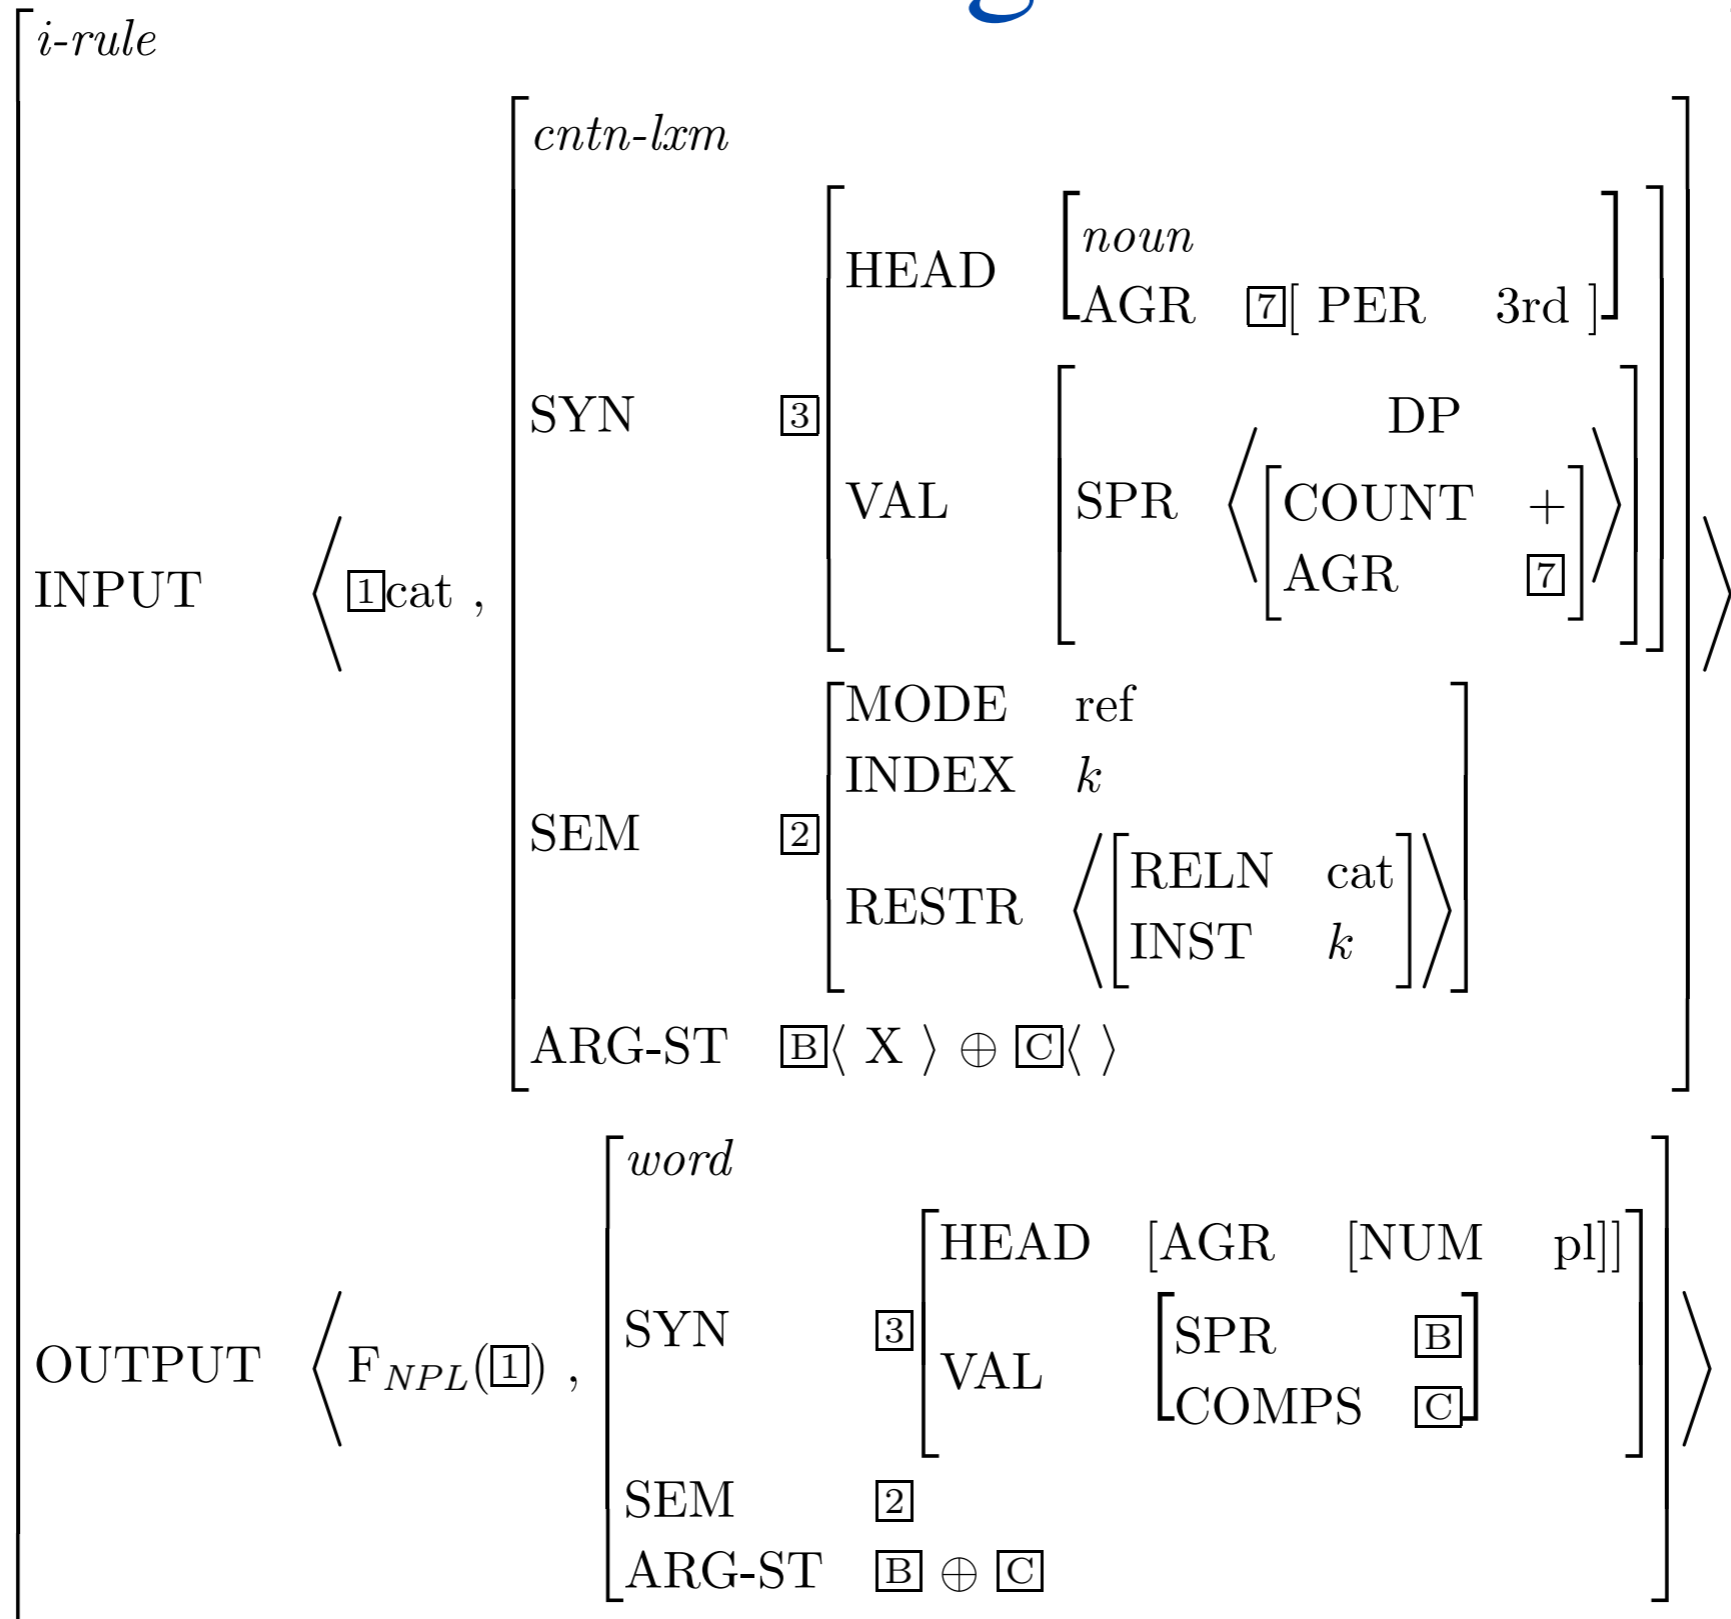 i-rule
cntn-lxm
noun
HEAD
AGR 7[ PER 3rd ]
SYN 3
DP
VAL SPR ⟨ COUNT +
AGR 7 ⟩
INPUT ⟨ 1cat ,
MODE ref
INDEX k
SEM 2
RELN cat
RESTR
INST k
ARG-ST B⟨ X ⟩ ⊕ C⟨ ⟩
word
HEAD [AGR [NUM pl]]
SYN 3
SPR B
VAL
COMPS C
OUTPUT ⟨ F_NPL(1) ,
SEM 2
ARG-ST B ⊕ C